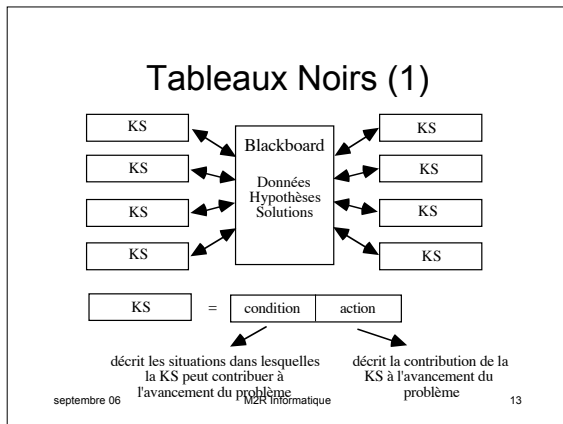 Tableaux Noirs (1)
KS
KS
KS
KS
Blackboard
Données
Hypothèses
Solutions
KS
KS
KS
KS
KS = condition action
décrit les situations dans lesquelles
la KS peut contribuer à
l'avancement du problème
décrit la contribution de la
KS à l'avancement du
problème
septembre 06 M2R Informatique 13